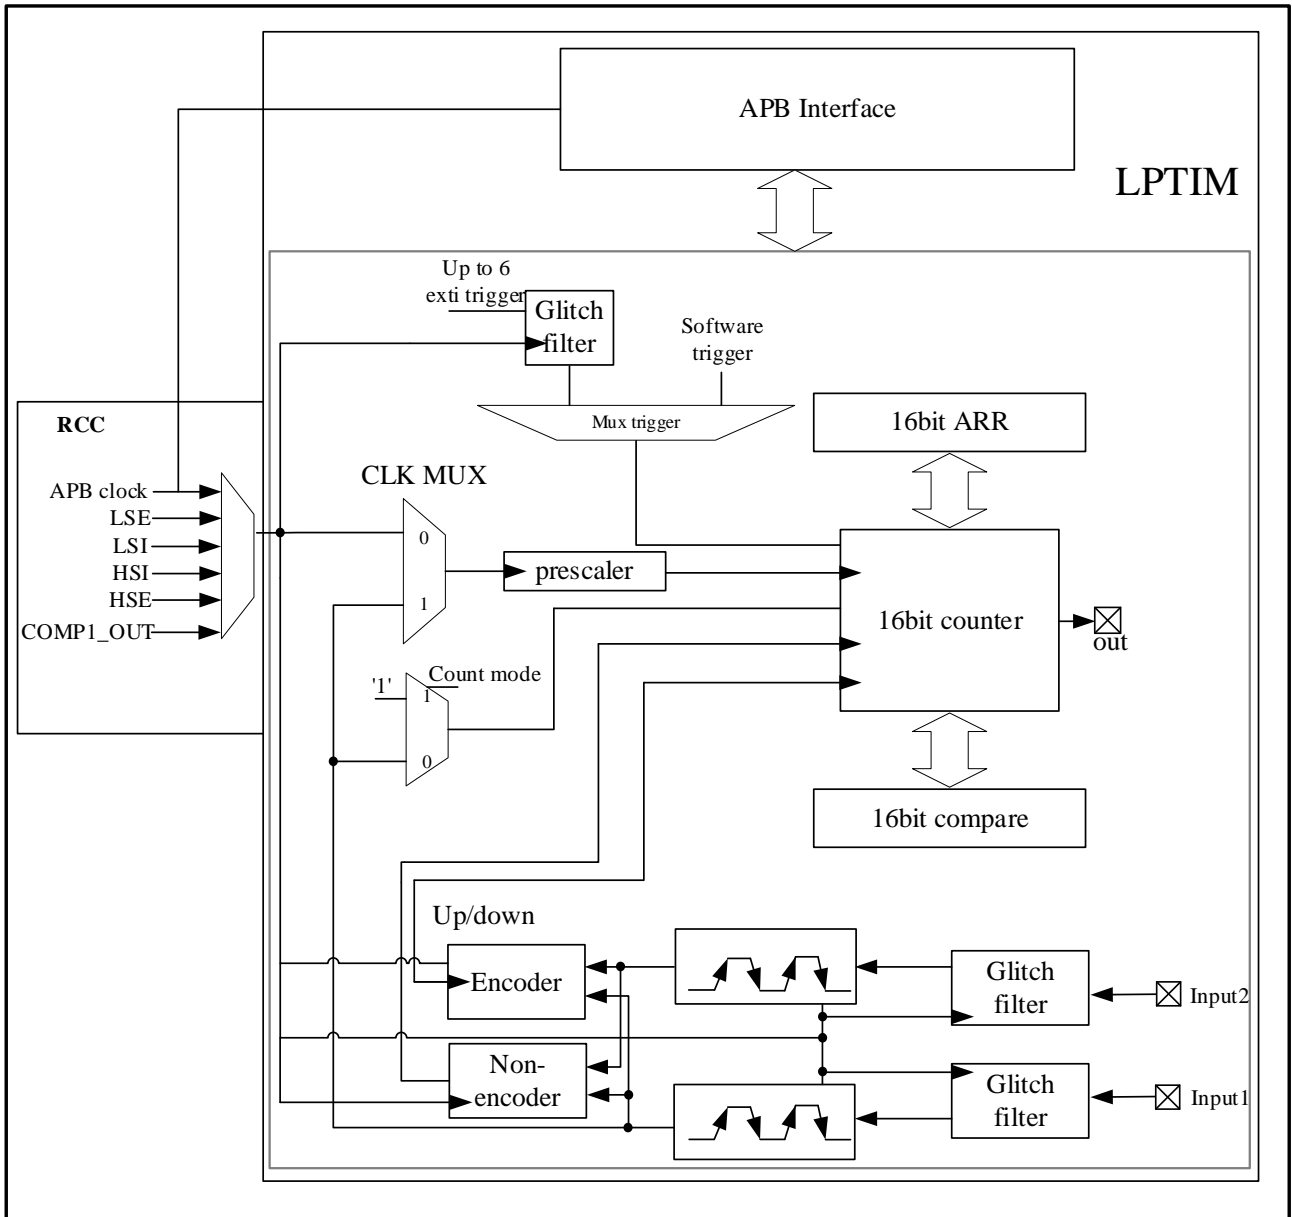 APB Interface
LPTIM
Up to 6
exti trigger
Glitch
filter
Software
trigger
Mux trigger
16bit ARR
RCC
CLK MUX
APB clock
LSE
LSI
HSI
HSE
COMP1_OUT
0
1
prescaler
16bit counter
out
'1'
Count mode
1
0
16bit compare
Up/down
Encoder
Glitch
filter
Input2
Non-
encoder
Glitch
filter
Input1